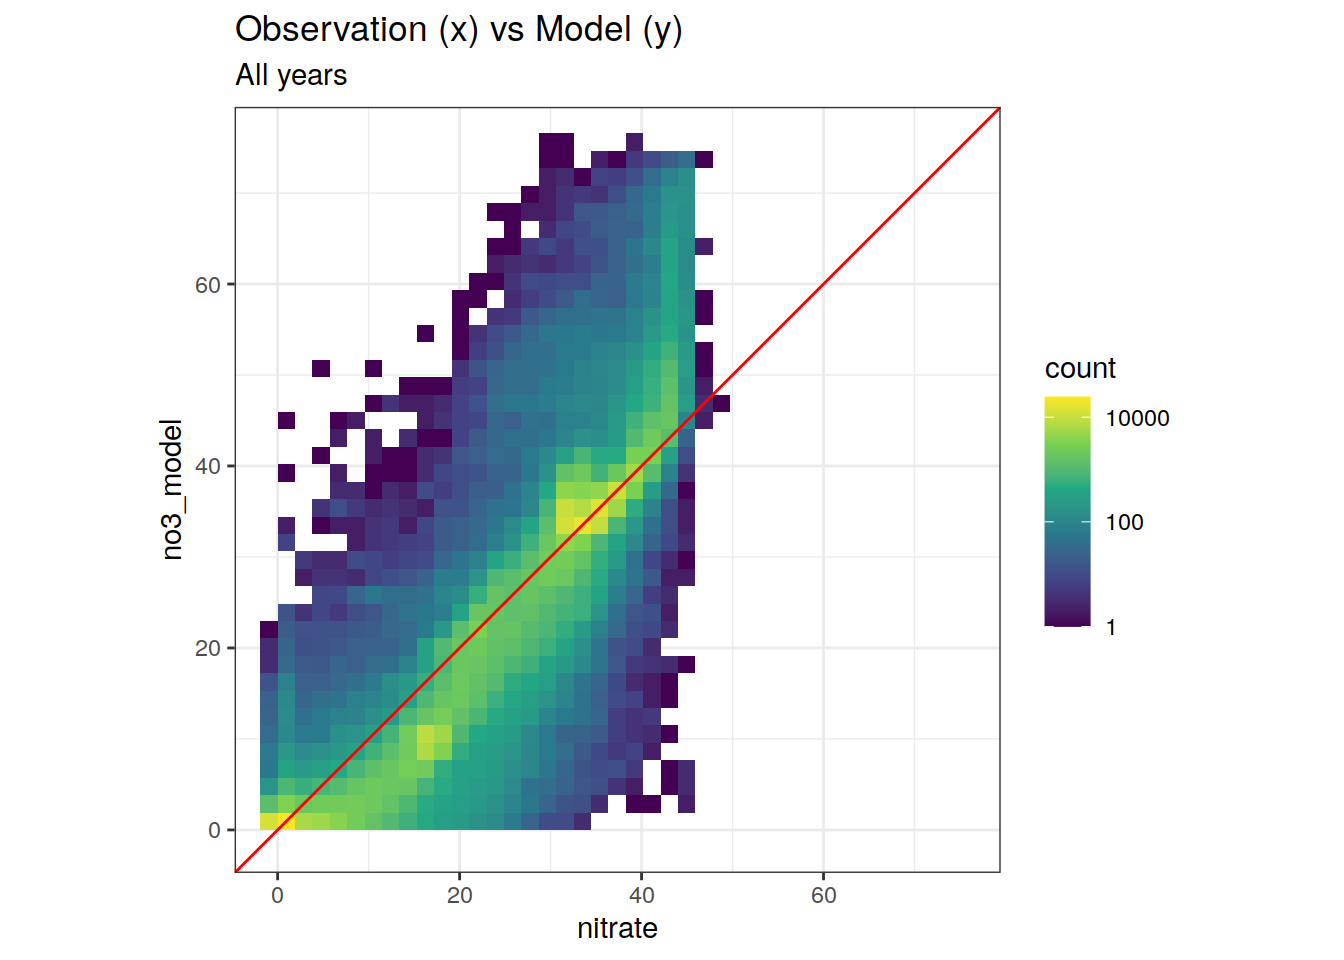 Observation (x) vs Model (y)
All years
no3_model
60
40
20
0
0
20
40
60
nitrate
count
10000
100
1